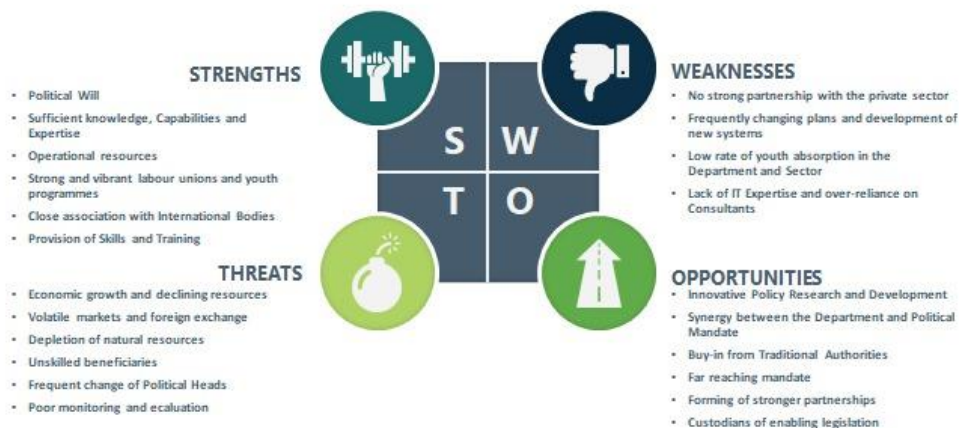 STRENGTHS
• Political Will
• Sufficient knowledge, Capabilities and
Expertise
• Operational resources
• Strong and vibrant labour unions and youth
programmes
• Close association with International Bodies
• Provision of Skills and Training
S W
T O
WEAKNESSES
• No strong partnership with the private sector
• Frequently changing plans and development of
new systems
• Low rate of youth absorption in the
Department and Sector
• Lack of IT Expertise and over-reliance on
Consultants
THREATS
• Economic growth and declining resources
• Volatile markets and foreign exchange
• Depletion of natural resources
• Unskilled beneficiaries
• Frequent change of Political Heads
• Poor monitoring and ecaluation
OPPORTUNITIES
• Innovative Policy Research and Development
• Synergy between the Department and Political
Mandate
• Buy-in from Traditional Authorities
• Far reaching mandate
• Forming of stronger partnerships
• Custodians of enabling legislation